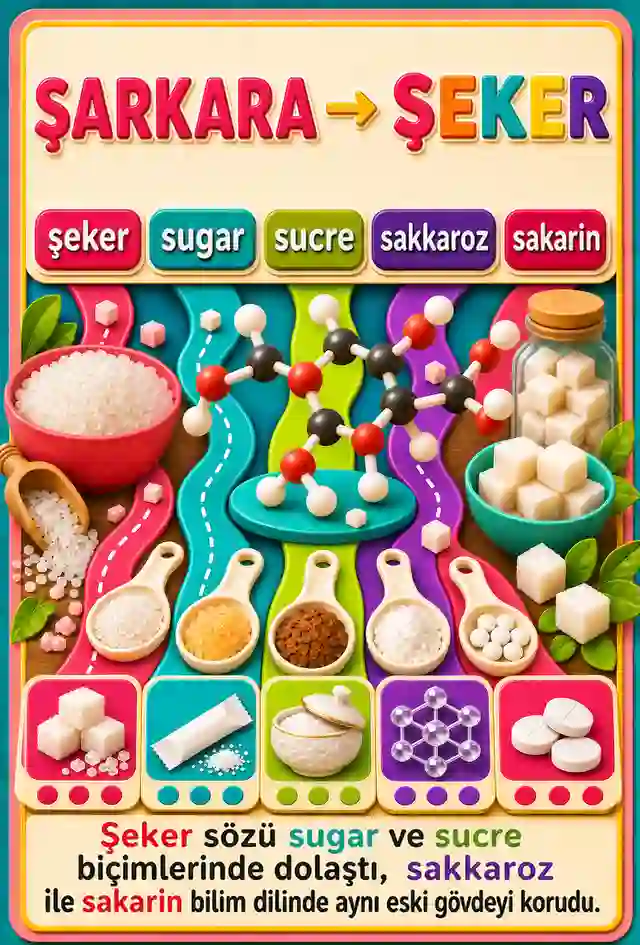 ŞARKARA → ŞEKER
şeker sugar sucre sakkaroz sakarin
Şeker sözü sugar ve sucre
biçimlerinde dolaştı, sakkaroz
ile sakarin bilim dilinde aynı eski gövdeyi korudu.